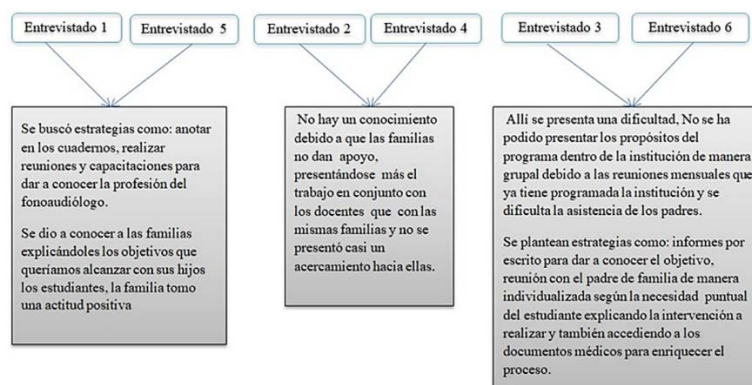 Entrevistado 1
Entrevistado 5
Entrevistado 2
Entrevistado 4
Entrevistado 3
Entrevistado 6
Se buscó estrategias como: anotar
en los cuadernos, realizar
reuniones y capacitaciones para
dar a conocer la profesión del
fonoaudiólogo.
Se dio a conocer a las familias
explicándoles los objetivos que
queríamos alcanzar con sus hijos
los estudiantes, la familia tomo
una actitud positiva
No hay un conocimiento
debido a que las familias
no dan apoyo,
presentándose más el
trabajo en conjunto con
los docentes que con las
mismas familias y no se
presentó casi un
acercamiento hacia ellas.
Allí se presenta una dificultad, No se ha
podido presentar los propósitos del
programa dentro de la institución de manera
grupal debido a las reuniones mensuales que
ya tiene programada la institución y se
dificulta la asistencia de los padres.
Se plantean estrategias como: informes por
escrito para dar a conocer el objetivo,
reunión con el padre de familia de manera
individualizada según la necesidad puntual
del estudiante explicando la intervención a
realizar y también accediendo a los
documentos médicos para enriquecer el
proceso.